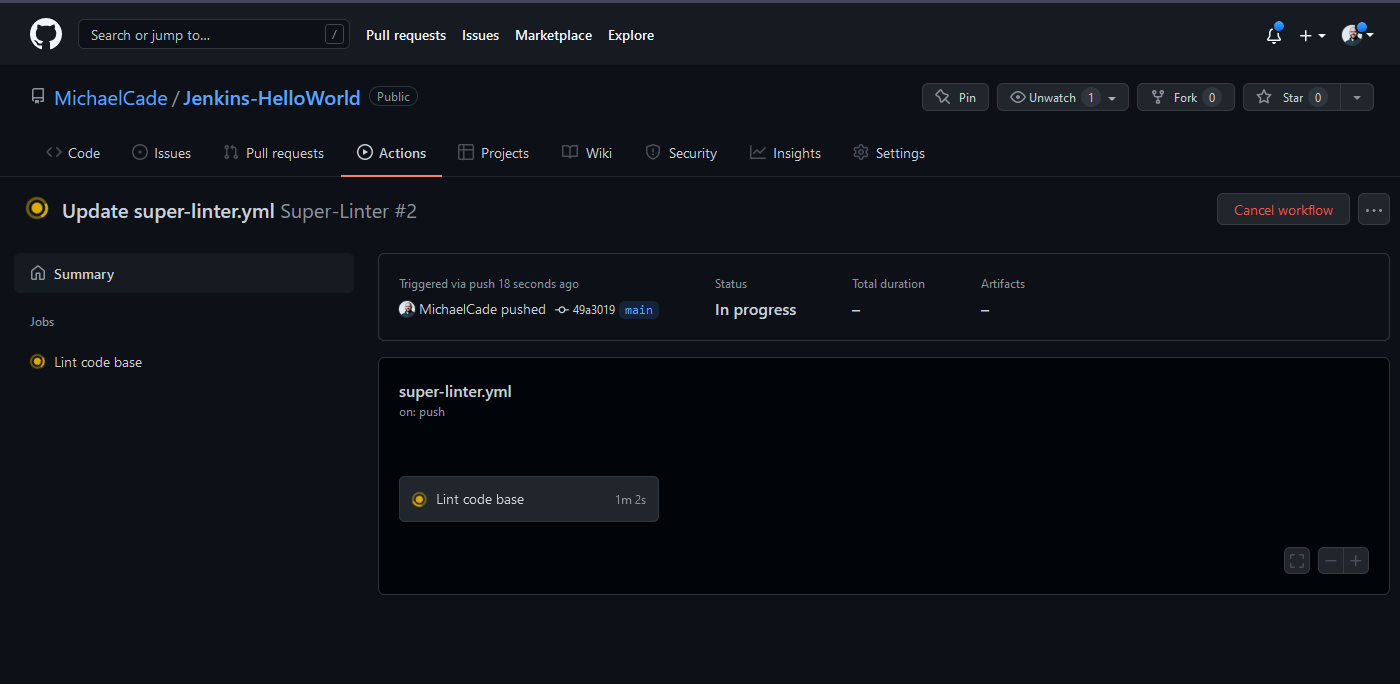 Search or jump to... /
Pull requests Issues Marketplace Explore
MichaelCade / Jenkins-HelloWorld Public
Pin Unwatch 1 Fork 0 Star 0
Code Issues Pull requests Actions Projects Wiki Security Insights Settings
Update super-linter.yml Super-Linter #2
Cancel workflow ...
Summary
Jobs
Lint code base
Triggered via push 18 seconds ago
MichaelCade pushed 49a3019 main
Status
In progress
Total duration
–
Artifacts
–
super-linter.yml
on: push
Lint code base 1m 2s